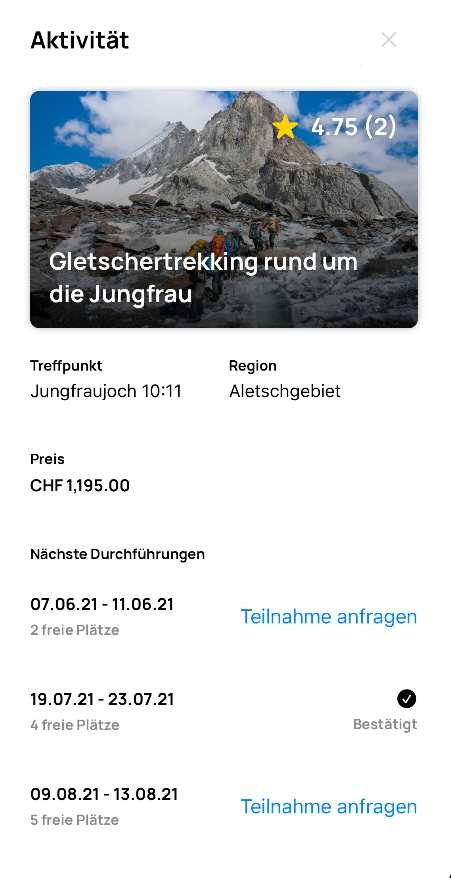 Aktivität
4.75 (2)
Gletschertrekking rund um
die Jungfrau
Treffpunkt
Region
Jungfraujoch 10:11
Aletschgebiet
Preis
CHF 1,195.00
Nächste Durchführungen
07.06.21 - 11.06.21
2 freie Plätze
Teilnahme anfragen
19.07.21 - 23.07.21
4 freie Plätze
Bestätigt
09.08.21 - 13.08.21
5 freie Plätze
Teilnahme anfragen